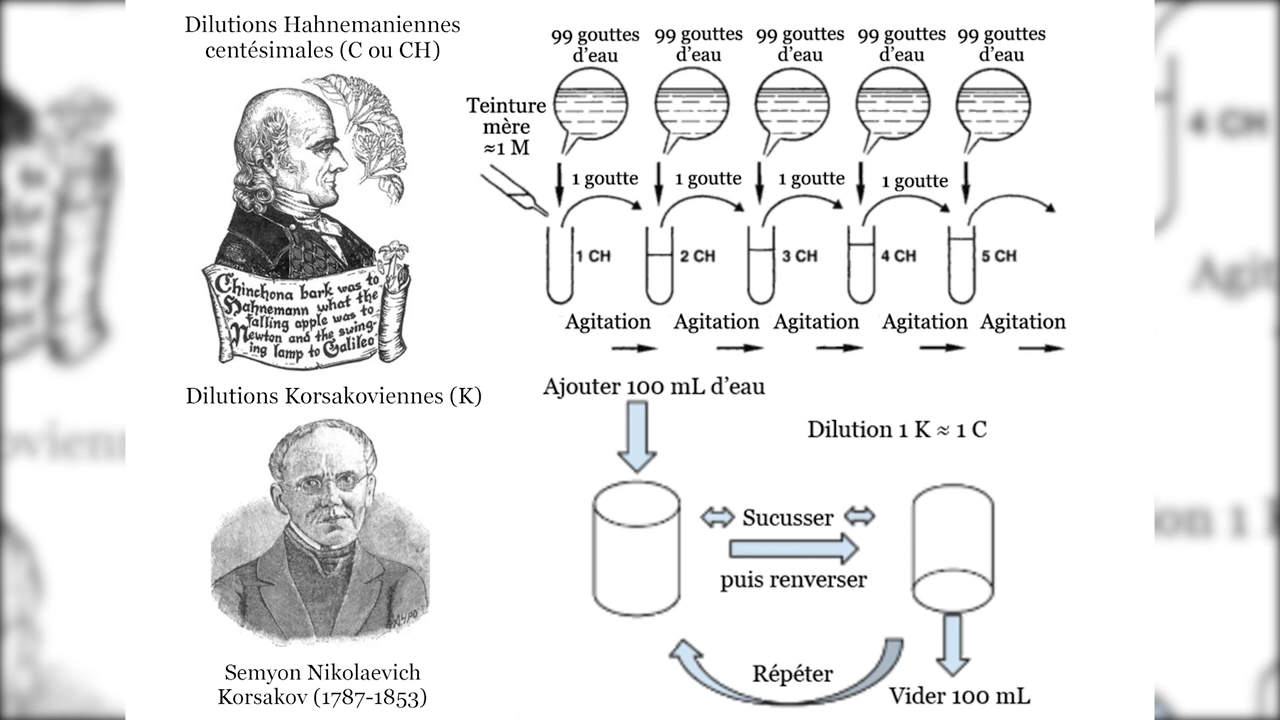 Dilutions Hahnemaniennes
centésimales (C ou CH)
99 gouttes
d'eau
99 gouttes
d'eau
99 gouttes
d'eau
99 gouttes
d'eau
99 gouttes
d'eau
Teinture
mère
≈1 M
1 goutte
1 goutte
1 goutte
1 goutte
1 CH
2 CH
3 CH
4 CH
5 CH
Agitation
Agitation
Agitation
Agitation
Agitation
Chinchona bark was to
Hahnemann what the
falling apple was to
Newton and the swing-
ing lamp to Galileo
Dilutions Korsakoviennes (K)
Semyon Nikolaevich
Korsakov (1787-1853)
Ajouter 100 mL d'eau
Dilution 1 K ≈ 1 C
Sucusser
puis renverser
Répéter
Vider 100 mL
4 CH
Agit
ovienn
on 1